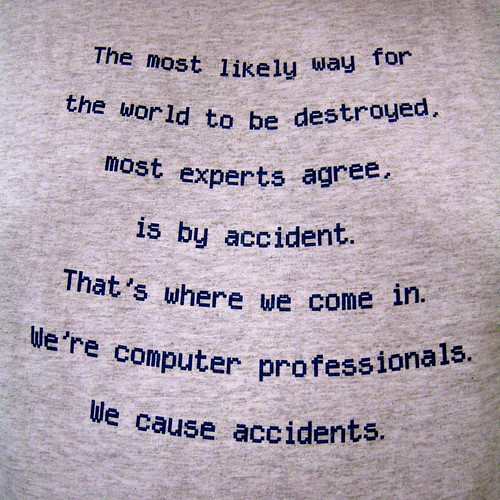 The most likely way for
the world to be destroyed,
most experts agree,
is by accident.
That's where we come in.
We're computer professionals.
We cause accidents.